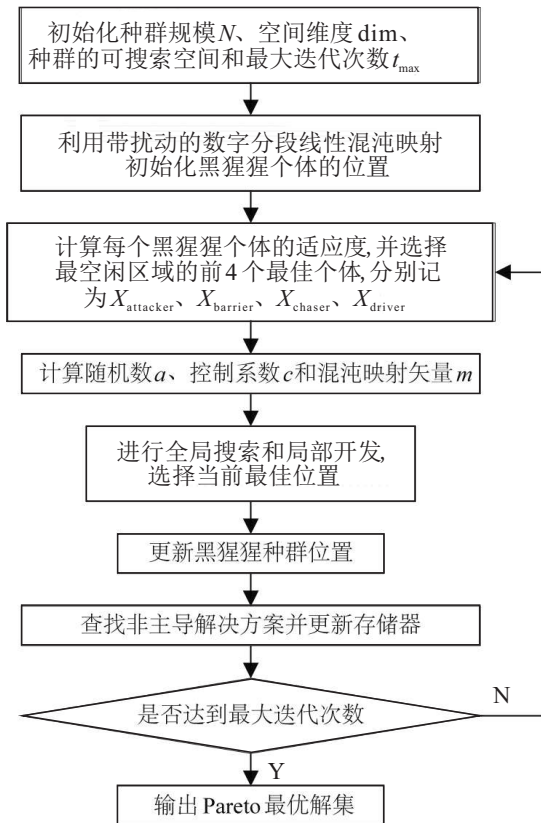 初始化种群规模N、空间维度dim、
种群的可搜索空间和最大迭代次数tmax
利用带扰动的数字分段线性混沌映射
初始化黑猩猩个体的位置
计算每个黑猩猩个体的适应度,并选择
最空闲区域的前4个最佳个体,分别记
为Xattacker、Xbarrier、Xchaser、Xdriver
计算随机数a、控制系数c和混沌映射矢量m
进行全局搜索和局部开发,
选择当前最佳位置
更新黑猩猩种群位置
查找非主导解决方案并更新存储器
是否达到最大迭代次数
N
Y
输出Pareto最优解集